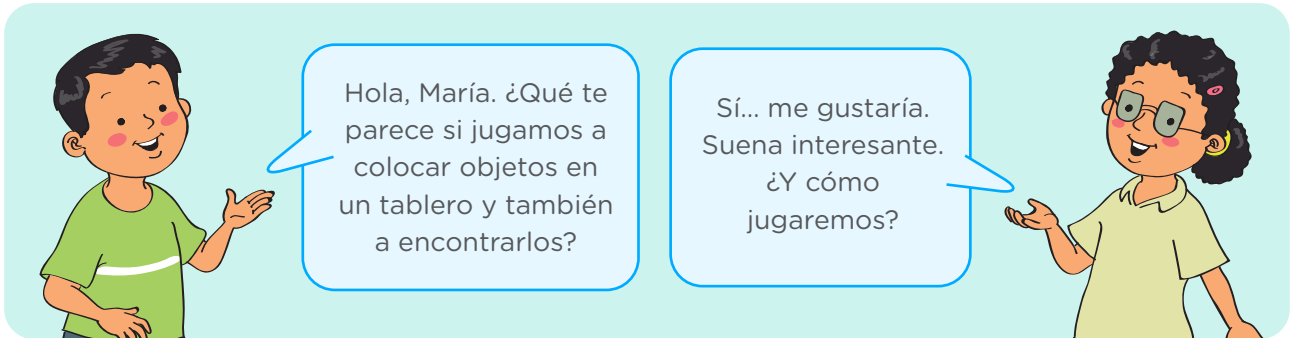 Hola, María. ¿Qué te
parece si jugamos a
colocar objetos en
un tablero y también
a encontrarlos?
Sí... me gustaría.
Suena interesante.
¿Y cómo
jugaremos?